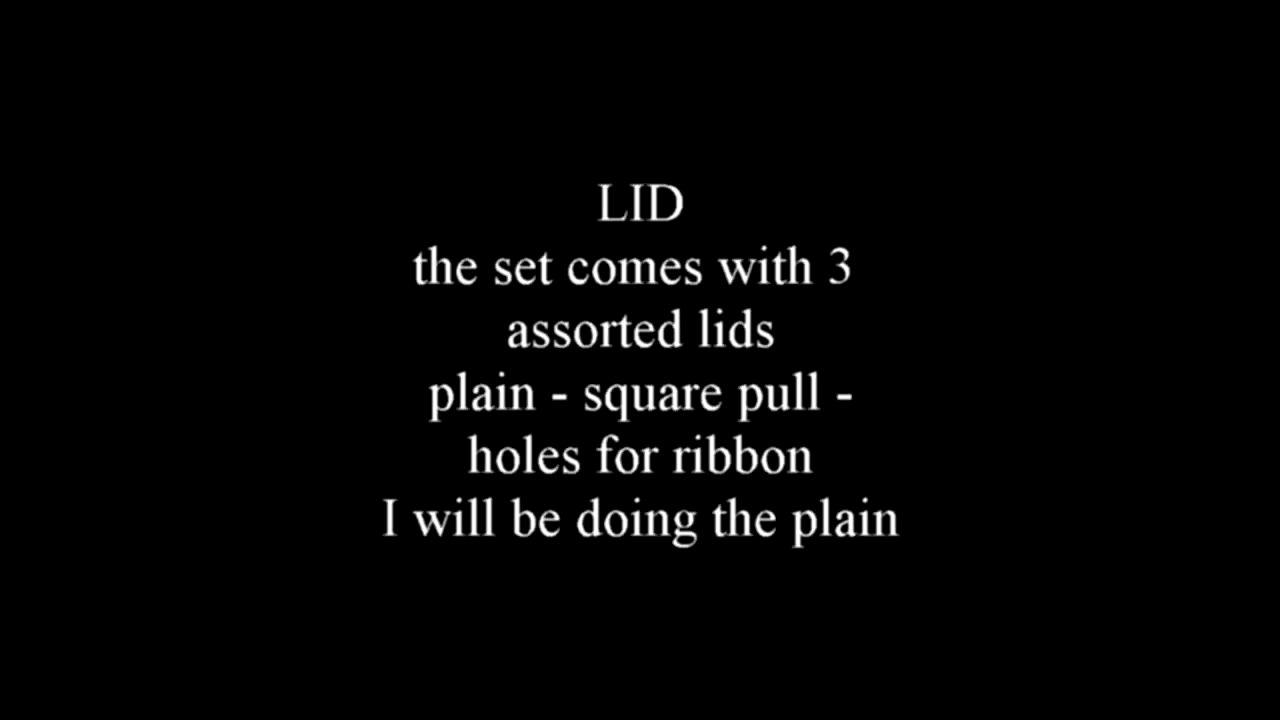 LID
the set comes with 3
assorted lids
plain - square pull -
holes for ribbon
I will be doing the plain